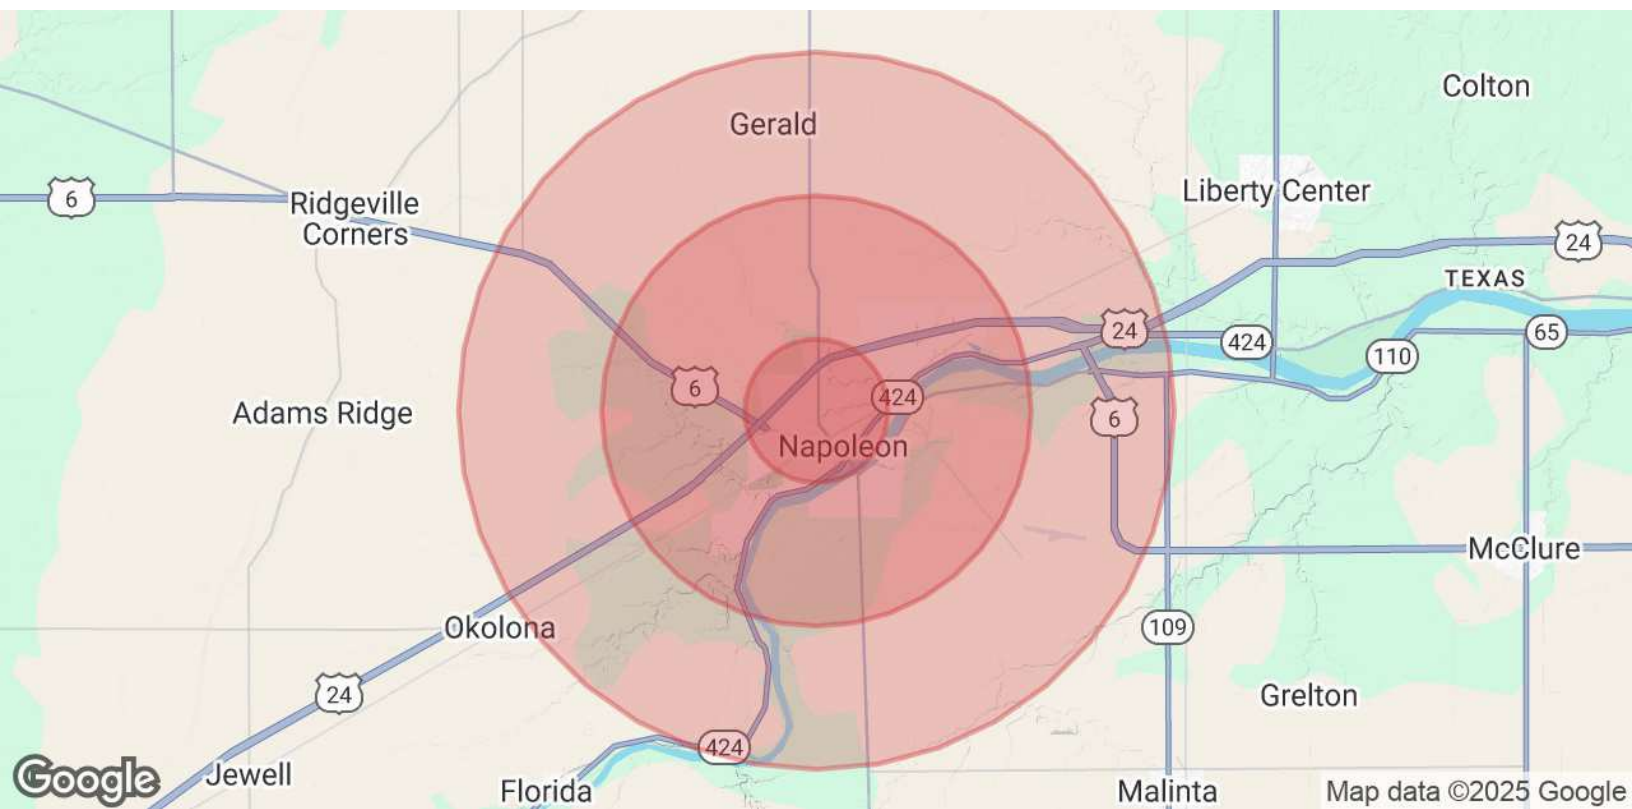 Colton
Gerald
Liberty Center
6
Ridgeville
Corners
24
TEXAS
24
424
65
110
6
424
Adams Ridge
6
Napoleon
McClure
Okolona
109
24
Grelton
424
Google
Jewell
Florida
Malinta
Map data ©2025 Google